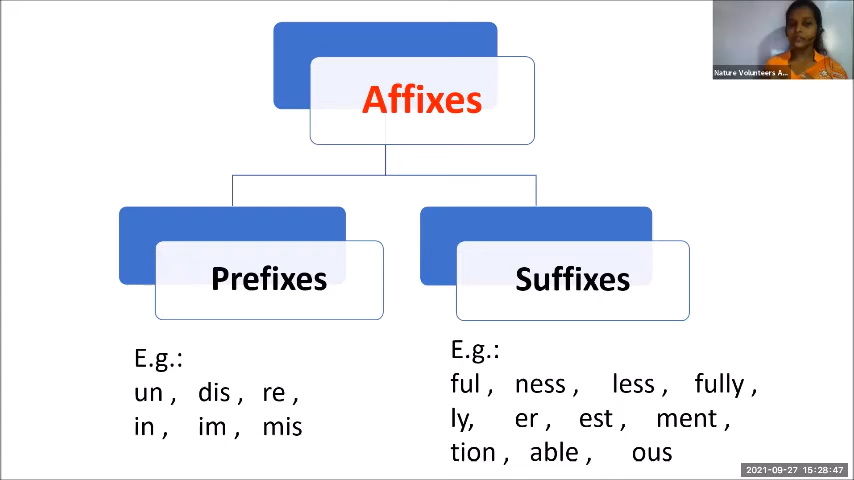 Nature Volunteers A...
Affixes
Prefixes
Suffixes
E.g.:
un , dis , re ,
in , im , mis
E.g.:
ful , ness , less , fully ,
ly, er , est , ment ,
tion , able , ous
2021-09-27 15:28:47